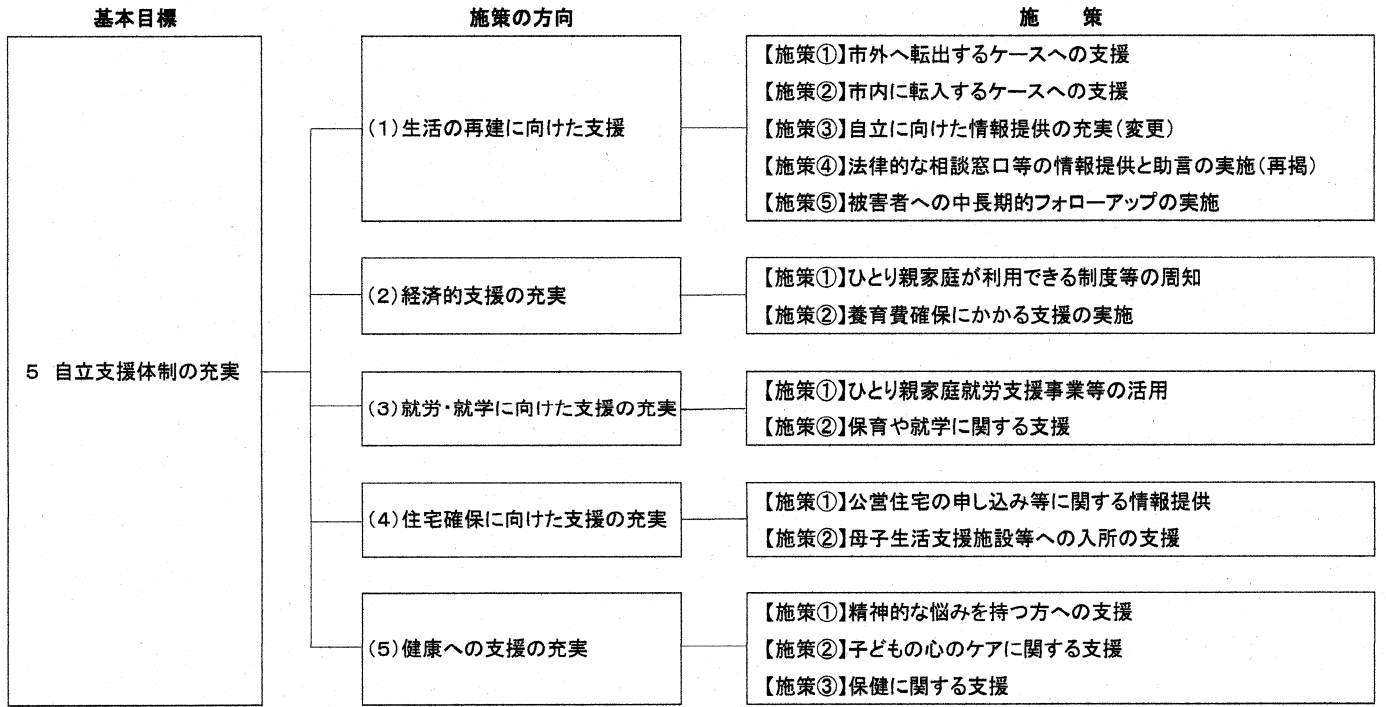 基本目標
施策の方向
施　策
5 自立支援体制の充実
(1)生活の再建に向けた支援
【施策①】市外へ転出するケースへの支援
【施策②】市内に転入するケースへの支援
【施策③】自立に向けた情報提供の充実(変更)
【施策④】法律的な相談窓口等の情報提供と助言の実施(再掲)
【施策⑤】被害者への中長期的フォローアップの実施
(2)経済的支援の充実
【施策①】ひとり親家庭が利用できる制度等の周知
【施策②】養育費確保にかかる支援の実施
(3)就労・就学に向けた支援の充実
【施策①】ひとり親家庭就労支援事業等の活用
【施策②】保育や就学に関する支援
(4)住宅確保に向けた支援の充実
【施策①】公営住宅の申し込み等に関する情報提供
【施策②】母子生活支援施設等への入所の支援
(5)健康への支援の充実
【施策①】精神的な悩みを持つ方への支援
【施策②】子どもの心のケアに関する支援
【施策③】保健に関する支援